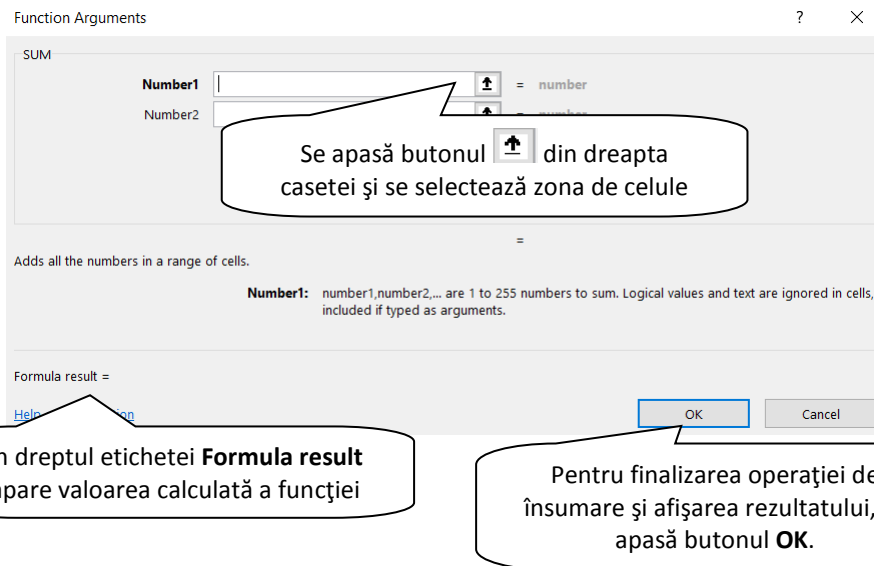 Function Arguments ? ×
SUM
Number1 = number
Number2 =
Se apasă butonul din dreapta
casetei şi se selectează zona de celule
=
Adds all the numbers in a range of cells.
Number1: number1,number2,... are 1 to 255 numbers to sum. Logical values and text are ignored in cells,
included if typed as arguments.
Formula result =
Help
OK Cancel
dreptul etichetei Formula result
valoarea calculată a funcţiei
Pentru finalizarea operaţiei de
însumare şi afişarea rezultatului,
apasă butonul OK.